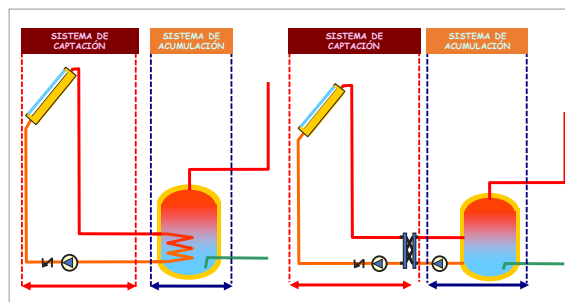 SISTEMA DE
CAPTACIÓN
SISTEMA DE
ACUMULACIÓN
SISTEMA DE
CAPTACIÓN
SISTEMA DE
ACUMULACIÓN